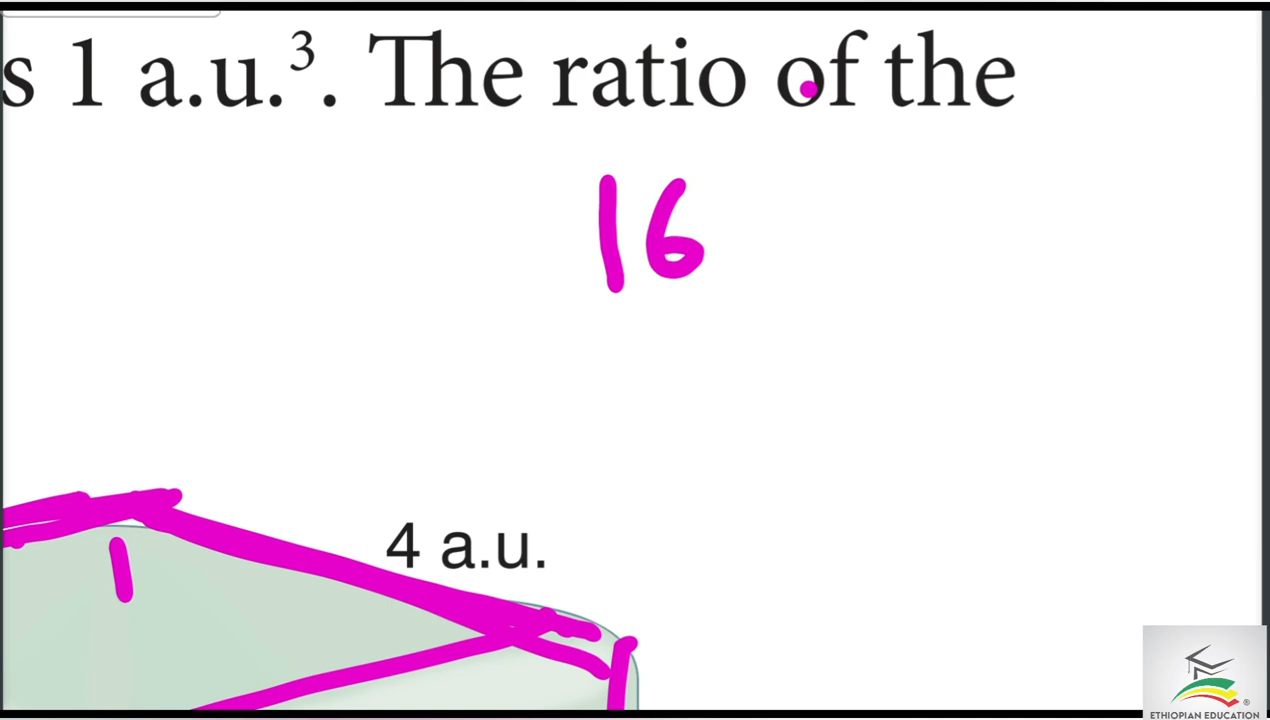 s 1 a.u.³. The ratio of the
16
4 a.u.
1
®
ETHIOPIAN EDUCATION